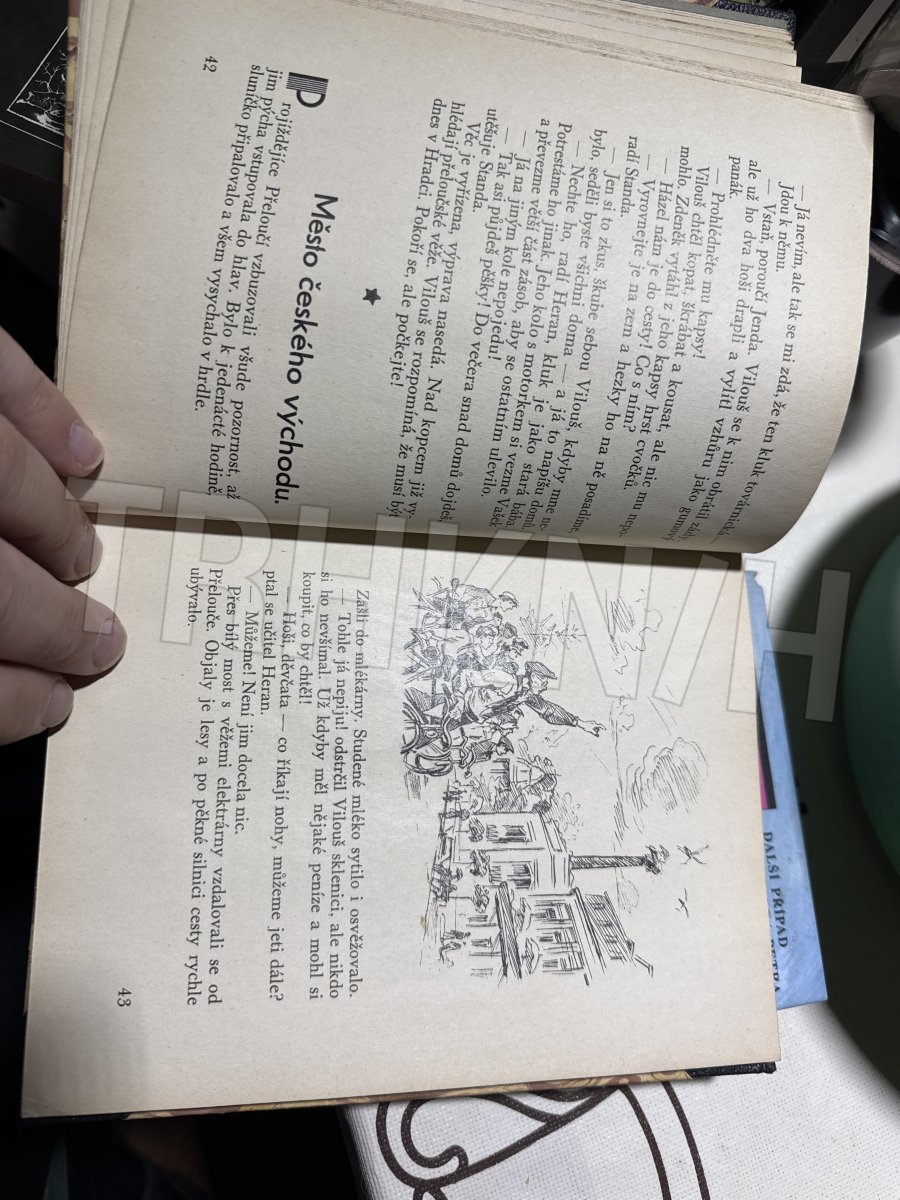 — Já nevím, ale tak se mi zdá, že ten kluk továrnická —
Jdou k němu.
— Vstaň, poroučí Jenda. Vilouš se k nim obrátil zády,
ale už ho dva hoši drapli a vylítl vzhůru jako gumový
panák.
— Prohlédněte mu kapsy!
Vilouš chtěl kopat, škrábat a kousat, ale nic mu nepo-
mohlo. Zdeněk vytáhl z jeho kapsy hrst cvočků.
— Házel nám je do cesty! Co s ním?
— Vyrovnejte je na zem a hezky ho na ně posadíme,
radí Standa.
— Jen si to zkus, škube sebou Vilouš, kdyby mne ne-
bylo, seděli byste všichni doma — a já to napíšu domů.
— Nechte ho, radí Heran, kluk je jako stará bába.
Potrestáme ho jinak. Jeho kolo s motorkem si vezme Vašek
a převezme větší část zásob, aby se ostatním ulevilo.
— Já na jiným kole nepojedu!
— Tak asi půjdeš pěšky! Do večera snad domů dojdeš,
utěšuje Standa.
Věc je vyřízena, výprava nasedá. Nad kopcem již vy-
hlédají přeloučské věže. Vilouš se rozpomíná, že musí být
dnes v Hradci. Pokoří se, ale počkejte!
★
Město českého východu.
Projíždějíce Přeloučí vzbuzovali všude pozornost, až
jim pýcha vstupovala do hlav. Bylo k jedenácté hodině,
sluníčko připalovalo a všem vysychalo v hrdle.
42
Zašli do mlékárny. Studené mléko sytilo i osvěžovalo.
— Tohle já nepiju! odstrčil Vilouš sklenici, ale nikdo
si ho nevšímal. Už kdyby měl nějaké peníze a mohl si
koupit, co by chtěl!
— Hoši, děvčata — co říkají nohy, můžeme jeti dále?
ptal se učitel Heran.
— Můžeme! Není jim docela nic.
Přes bílý most s věžemi elektrárny vzdalovali se od
Přelouče. Objaly je lesy a po pěkné silnici cesty rychle
ubývalo.
43
DALŠÍ PŘÍPAD
TRHKNIH